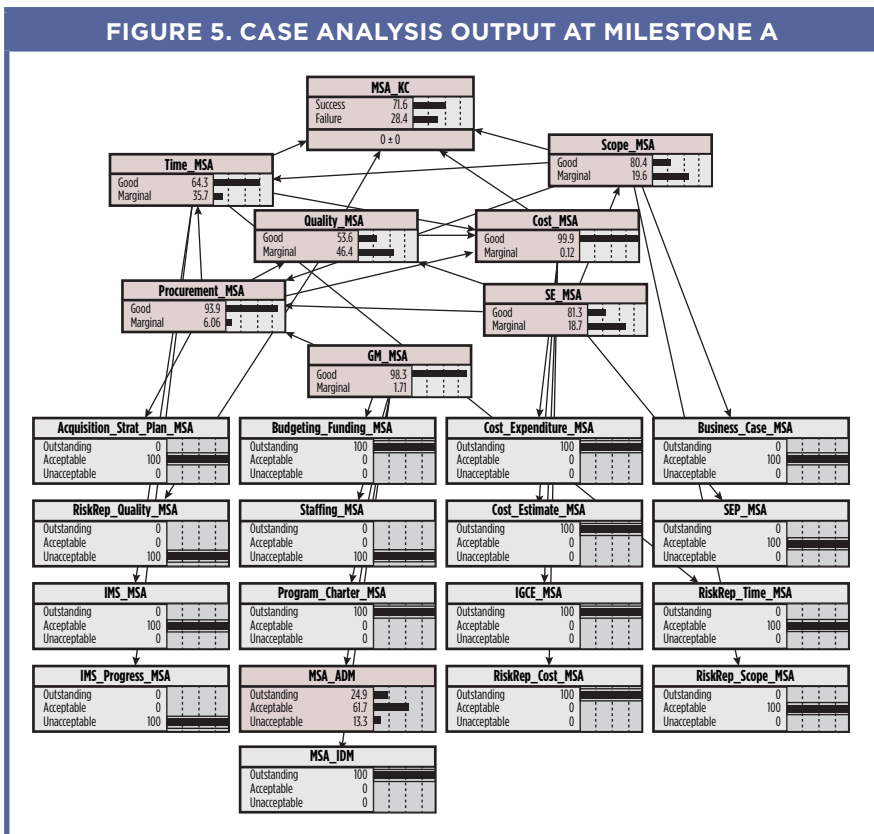 FIGURE 5. CASE ANALYSIS OUTPUT AT MILESTONE A
MSA_KC
Success 71.6
Failure 28.4
0 ± 0
Scope_MSA
Good 80.4
Marginal 19.6
Time_MSA
Good 64.3
Marginal 35.7
Quality_MSA
Good 53.6
Marginal 46.4
Cost_MSA
Good 99.9
Marginal 0.12
Procurement_MSA
Good 93.9
Marginal 6.06
SE_MSA
Good 81.3
Marginal 18.7
GM_MSA
Good 98.3
Marginal 1.71
Acquisition_Strat_Plan_MSA
Outstanding 0
Acceptable 100
Unacceptable 0
Budgeting_Funding_MSA
Outstanding 100
Acceptable 0
Unacceptable 0
Cost_Expenditure_MSA
Outstanding 100
Acceptable 0
Unacceptable 0
Business_Case_MSA
Outstanding 0
Acceptable 100
Unacceptable 0
RiskRep_Quality_MSA
Outstanding 0
Acceptable 0
Unacceptable 100
Staffing_MSA
Outstanding 0
Acceptable 0
Unacceptable 100
Cost_Estimate_MSA
Outstanding 100
Acceptable 0
Unacceptable 0
SEP_MSA
Outstanding 0
Acceptable 100
Unacceptable 0
IMS_MSA
Outstanding 0
Acceptable 100
Unacceptable 0
Program_Charter_MSA
Outstanding 100
Acceptable 0
Unacceptable 0
IGCE_MSA
Outstanding 100
Acceptable 0
Unacceptable 0
RiskRep_Time_MSA
Outstanding 0
Acceptable 100
Unacceptable 0
IMS_Progress_MSA
Outstanding 0
Acceptable 0
Unacceptable 100
MSA_ADM
Outstanding 24.9
Acceptable 61.7
Unacceptable 13.3
RiskRep_Cost_MSA
Outstanding 100
Acceptable 0
Unacceptable 0
RiskRep_Scope_MSA
Outstanding 0
Acceptable 100
Unacceptable 0
MSA_IDM
Outstanding 100
Acceptable 0
Unacceptable 0